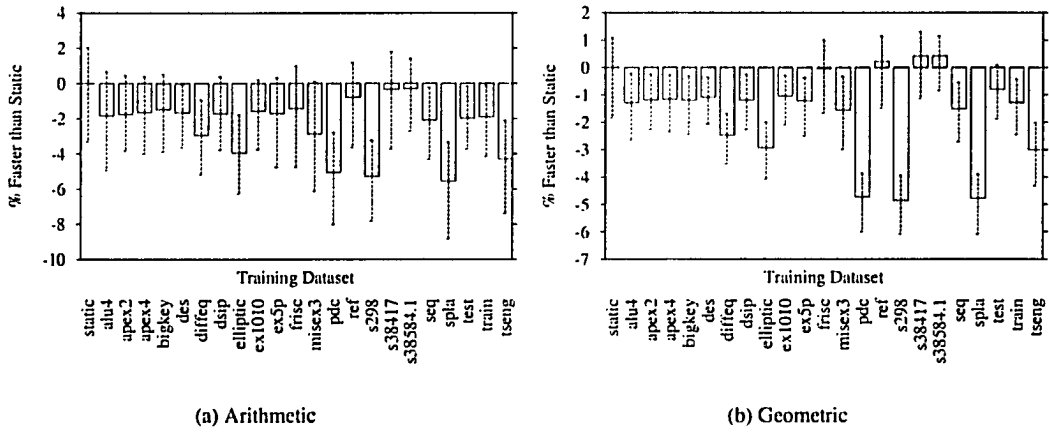 % Faster than Static
4
2
0
-2
-4
-6
-8
-10
Training Dataset
static
alu4
apex2
apex4
bigkey
des
diffeq
dsip
elliptic
ex1010
ex5p
frisc
misex3
pdc
ref
s298
s38417
s38584.1
seq
spla
test
train
tseng
(a) Arithmetic
% Faster than Static
2
1
0
-1
-2
-3
-4
-5
-6
-7
Training Dataset
static
alu4
apex2
apex4
bigkey
des
diffeq
dsip
elliptic
ex1010
ex5p
frisc
misex3
pdc
ref
s298
s38417
s38584.1
seq
spla
test
train
tseng
(b) Geometric